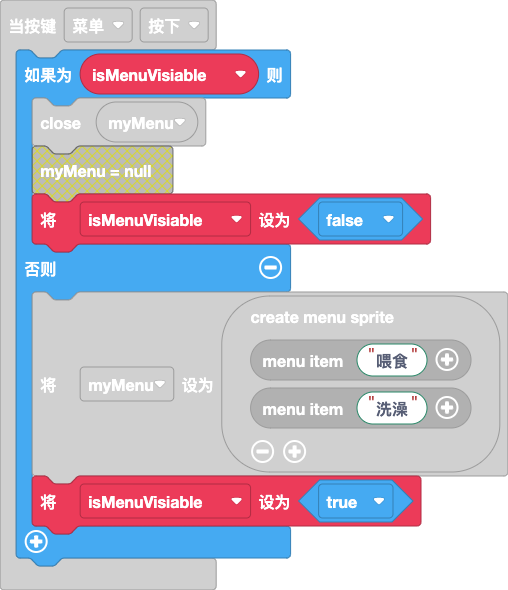 当按键 菜单 按下
如果为 isMenuVisiable 则
close myMenu
myMenu = null
将 isMenuVisiable 设为 false
否则
create menu sprite
menu item "喂食"
将 myMenu 设为
menu item "洗澡"
将 isMenuVisiable 设为 true